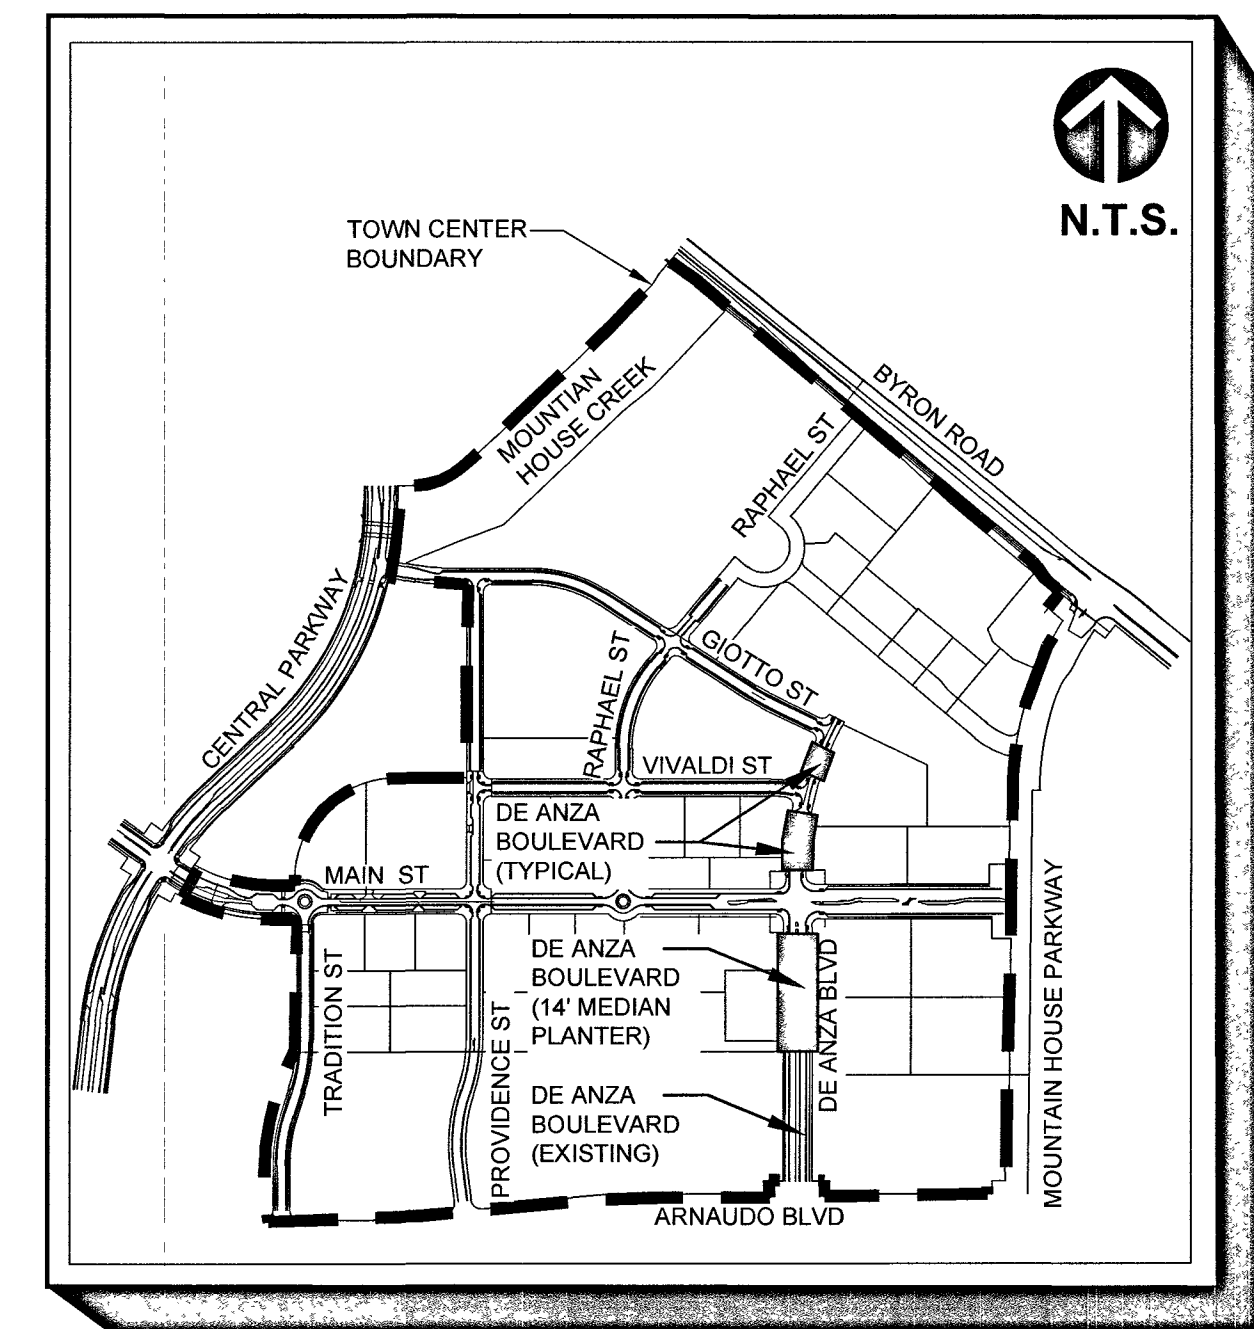 N.T.S.
TOWN CENTER
BOUNDARY
MOUNTIAN
HOUSE CREEK
BYRON ROAD
RAPHAEL ST
CENTRAL PARKWAY
RAPHAEL ST
GIOTTO ST
VIVALDI ST
DE ANZA
BOULEVARD
(TYPICAL)
MAIN ST
DE ANZA
BOULEVARD
(14' MEDIAN
PLANTER)
TRADITION ST
PROVIDENCE ST
DE ANZA BLVD
MOUNTAIN HOUSE PARKWAY
DE ANZA
BOULEVARD
(EXISTING)
ARNAUDO BLVD